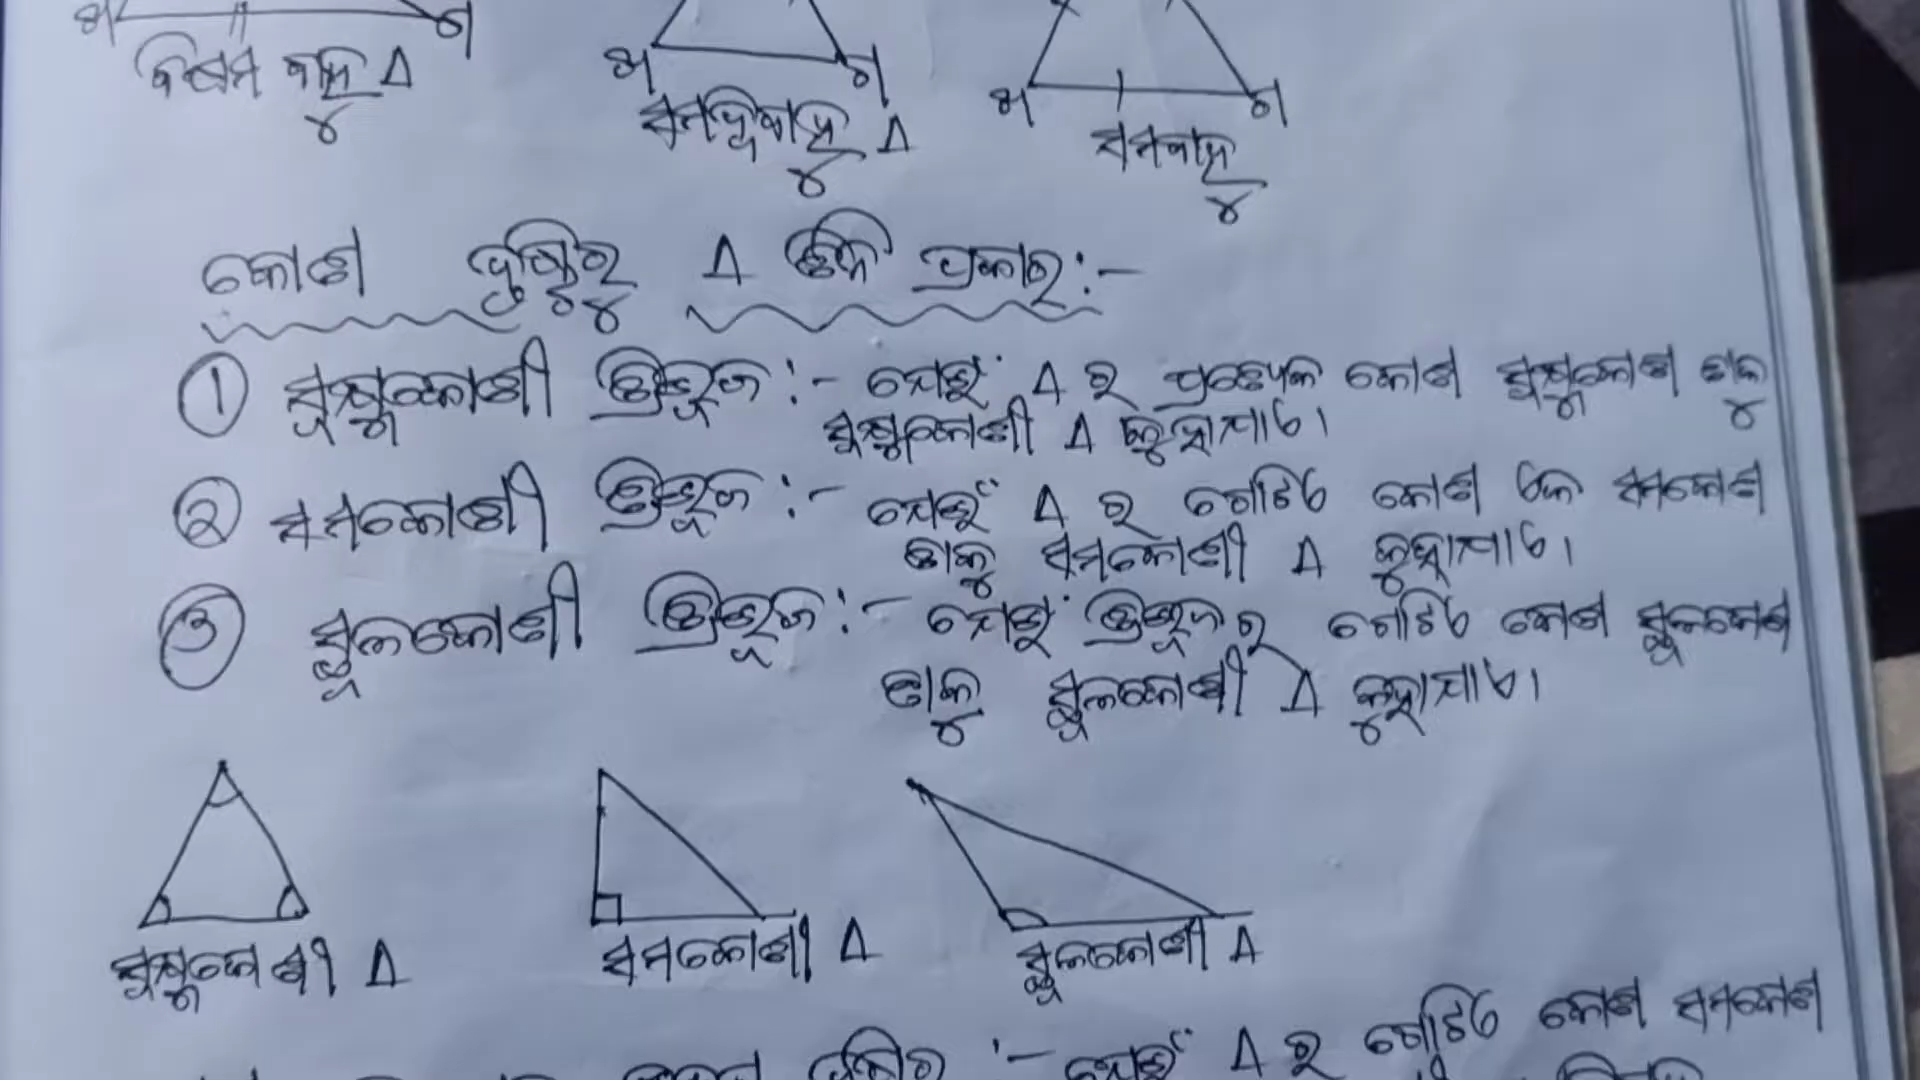 ଖ ଗ ଖ ଗ ଖ ଗ
ବିଷମ ବାହୁ Δ ସମଦ୍ୱିବାହୁ Δ ସମବାହୁ
କୋଣ ଦୃଷ୍ଟିରୁ Δ ତିନି ପ୍ରକାର :-
① ସୂକ୍ଷ୍ମକୋଣୀ ତ୍ରିଭୁଜ :- ଯେଉଁ Δ ର ପ୍ରତ୍ୟେକ କୋଣ ସୂକ୍ଷ୍ମକୋଣ ତାକୁ
ସୂକ୍ଷ୍ମକୋଣୀ Δ କୁହାଯାଏ।
② ସମକୋଣୀ ତ୍ରିଭୁଜ :- ଯେଉଁ Δ ର ଗୋଟିଏ କୋଣ ଏକ ସମକୋଣ
ତାକୁ ସମକୋଣୀ Δ କୁହାଯାଏ।
③ ସ୍ଥୂଳକୋଣୀ ତ୍ରିଭୁଜ :- ଯେଉଁ ତ୍ରିଭୁଜର ଗୋଟିଏ କୋଣ ସ୍ଥୂଳକୋଣ
ତାକୁ ସ୍ଥୂଳକୋଣୀ Δ କୁହାଯାଏ।
ସୂକ୍ଷ୍ମକୋଣୀ Δ ସମକୋଣୀ Δ ସ୍ଥୂଳକୋଣୀ Δ
:- ଯେଉଁ Δ ର ଗୋଟିଏ କୋଣ ସମକୋଣ